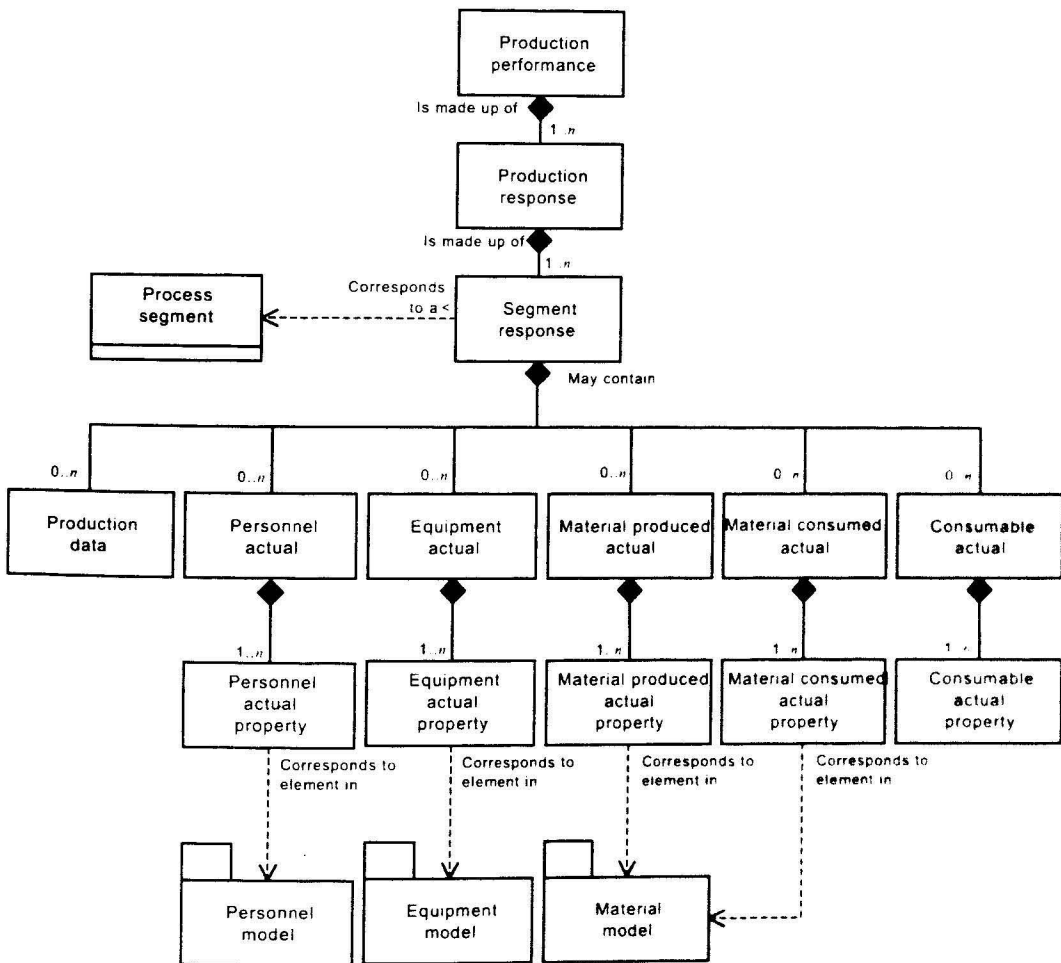 Production
performance
Is made up of
1..n
Production
response
Is made up of
1..n
Process
segment
Corresponds
to a <
Segment
response
May contain
0..n
0..n
0..n
0..n
0 n
0 n
Production
data
Personnel
actual
Equipment
actual
Material produced
actual
Material consumed
actual
Consumable
actual
1..n
1..n
1..n
1..n
1..n
Personnel
actual
property
Equipment
actual
property
Material produced
actual
property
Material consumed
actual
property
Consumable
actual
property
Corresponds to
element in
Corresponds to
element in
Corresponds to
element in
Corresponds to
element in
Personnel
model
Equipment
model
Material
model